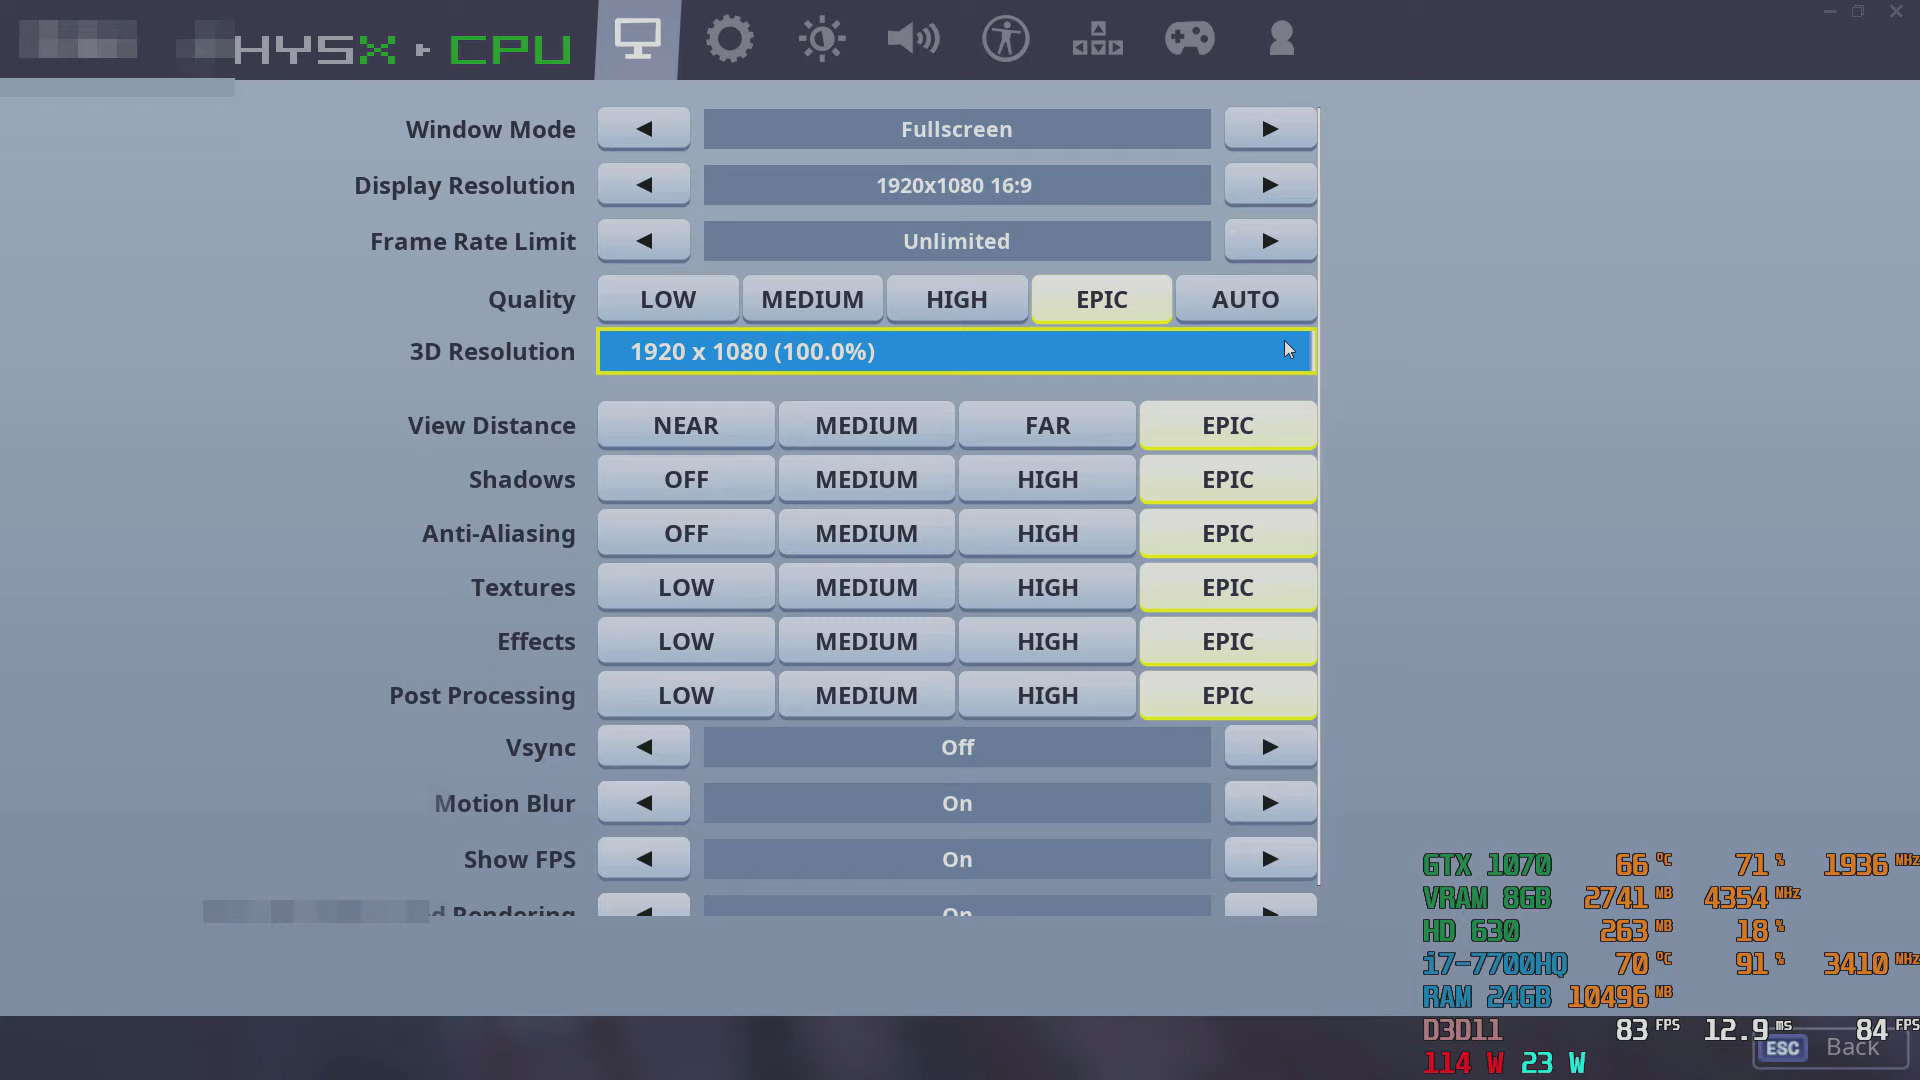 HYSX ▸ CPU
Window Mode ◀ Fullscreen ▶
Display Resolution ◀ 1920x1080 16:9 ▶
Frame Rate Limit ◀ Unlimited ▶
Quality LOW MEDIUM HIGH EPIC AUTO
3D Resolution 1920 x 1080 (100.0%)
View Distance NEAR MEDIUM FAR EPIC
Shadows OFF MEDIUM HIGH EPIC
Anti-Aliasing OFF MEDIUM HIGH EPIC
Textures LOW MEDIUM HIGH EPIC
Effects LOW MEDIUM HIGH EPIC
Post Processing LOW MEDIUM HIGH EPIC
Vsync ◀ Off ▶
Motion Blur ◀ On ▶
Show FPS ◀ On ▶
d Rendering ◀ On ▶
GTX 1070 66 °C 71 % 1936 MHz
VRAM 8GB 2741 MB 4354 MHz
HD 630 263 MB 18 %
i7-7700HQ 70 °C 91 % 3410 MHz
RAM 24GB 10496 MB
D3D11 83 FPS 12.9 ms 84 FPS
114 W 23 W
ESC Back